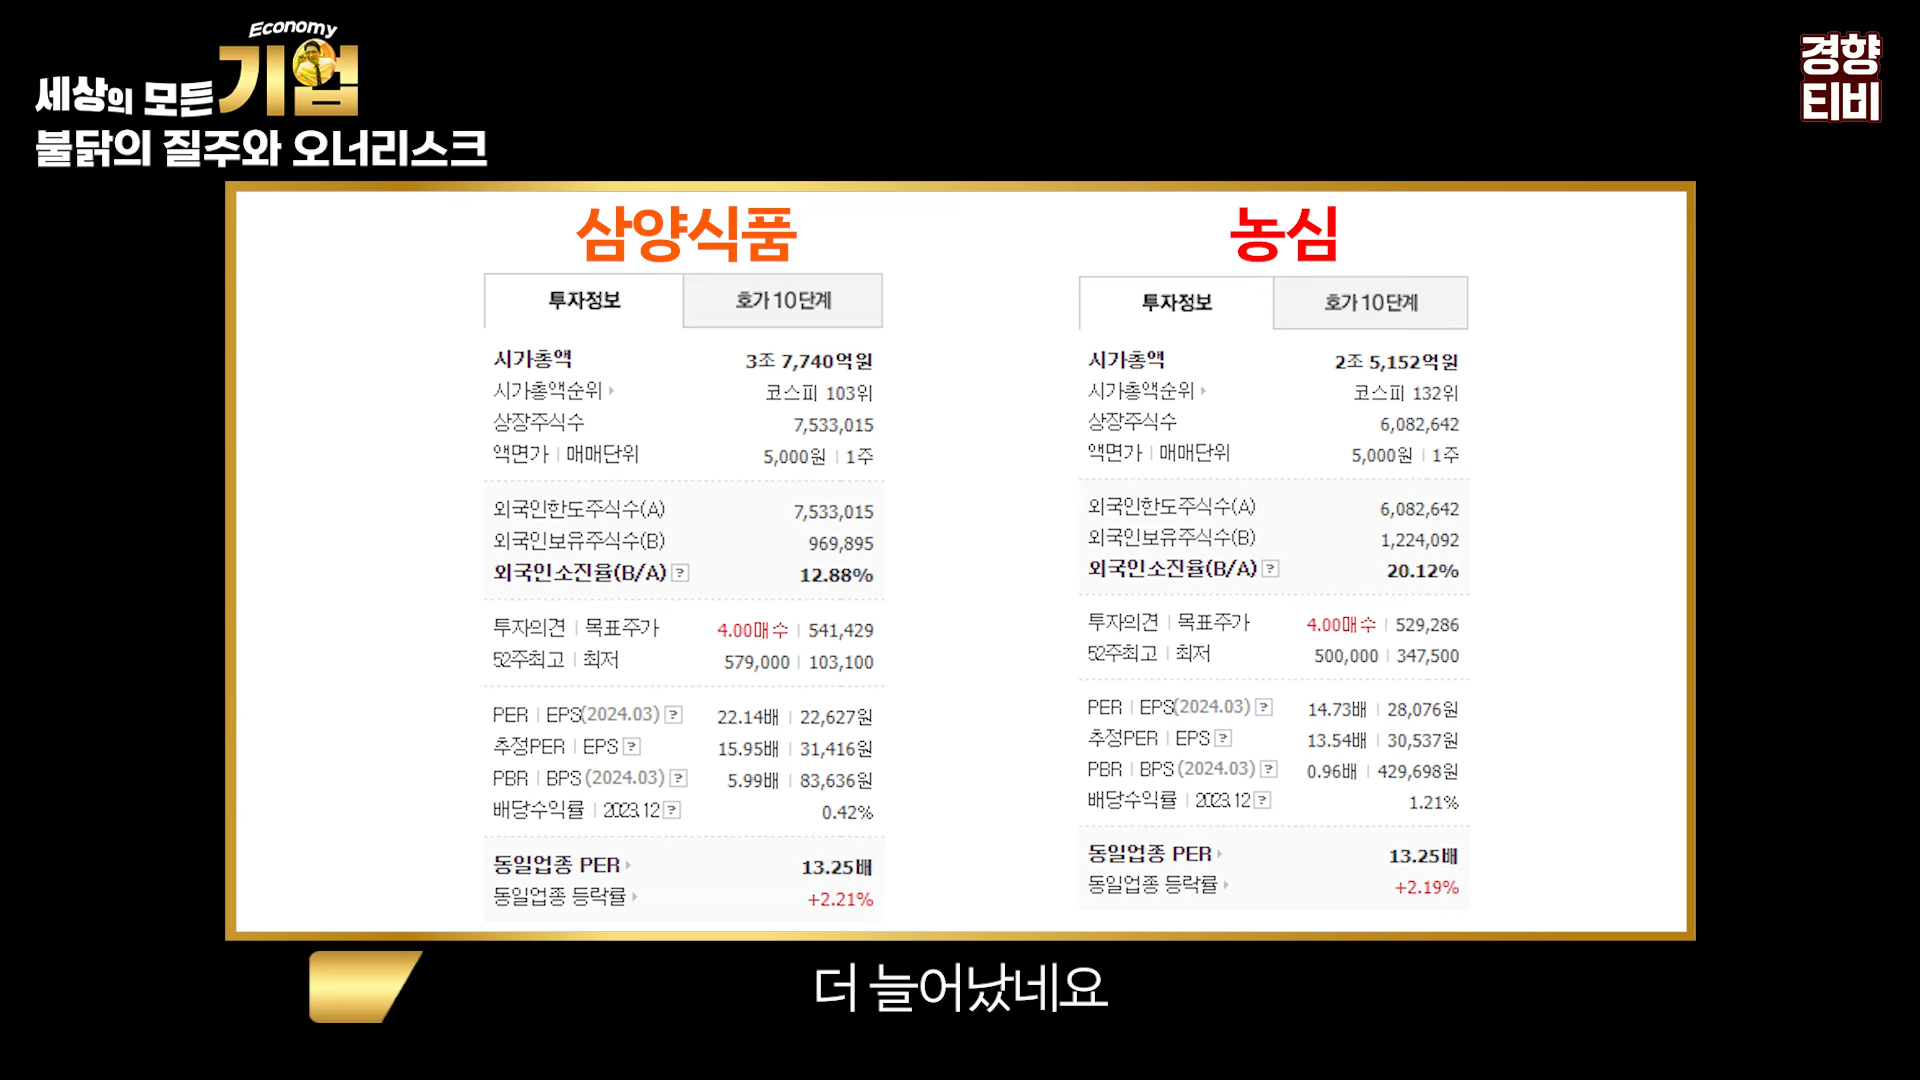 Economy
세상의 모든 기업
불닭의 질주와 오너리스크
경향
티비
삼양식품
투자정보 호가 10단계
시가총액 3조 7,740억원
시가총액순위 코스피 103위
상장주식수 7,533,015
액면가 | 매매단위 5,000원 | 1주
외국인한도주식수(A) 7,533,015
외국인보유주식수(B) 969,895
외국인소진율(B/A) ? 12.88%
투자의견 | 목표주가 4.00매수 | 541,429
52주최고 | 최저 579,000 | 103,100
PER | EPS(2024.03) ? 22.14배 | 22,627원
추정PER | EPS ? 15.95배 | 31,416원
PBR | BPS (2024.03) ? 5.99배 | 83,636원
배당수익률 | 2023.12 ? 0.42%
동일업종 PER 13.25배
동일업종 등락률 +2.21%
농심
투자정보 호가 10단계
시가총액 2조 5,152억원
시가총액순위 코스피 132위
상장주식수 6,082,642
액면가 | 매매단위 5,000원 | 1주
외국인한도주식수(A) 6,082,642
외국인보유주식수(B) 1,224,092
외국인소진율(B/A) ? 20.12%
투자의견 | 목표주가 4.00매수 | 529,286
52주최고 | 최저 500,000 | 347,500
PER | EPS(2024.03) ? 14.73배 | 28,076원
추정PER | EPS ? 13.54배 | 30,537원
PBR | BPS (2024.03) ? 0.96배 | 429,698원
배당수익률 | 2023.12 ? 1.21%
동일업종 PER 13.25배
동일업종 등락률 +2.19%
더 늘어났네요